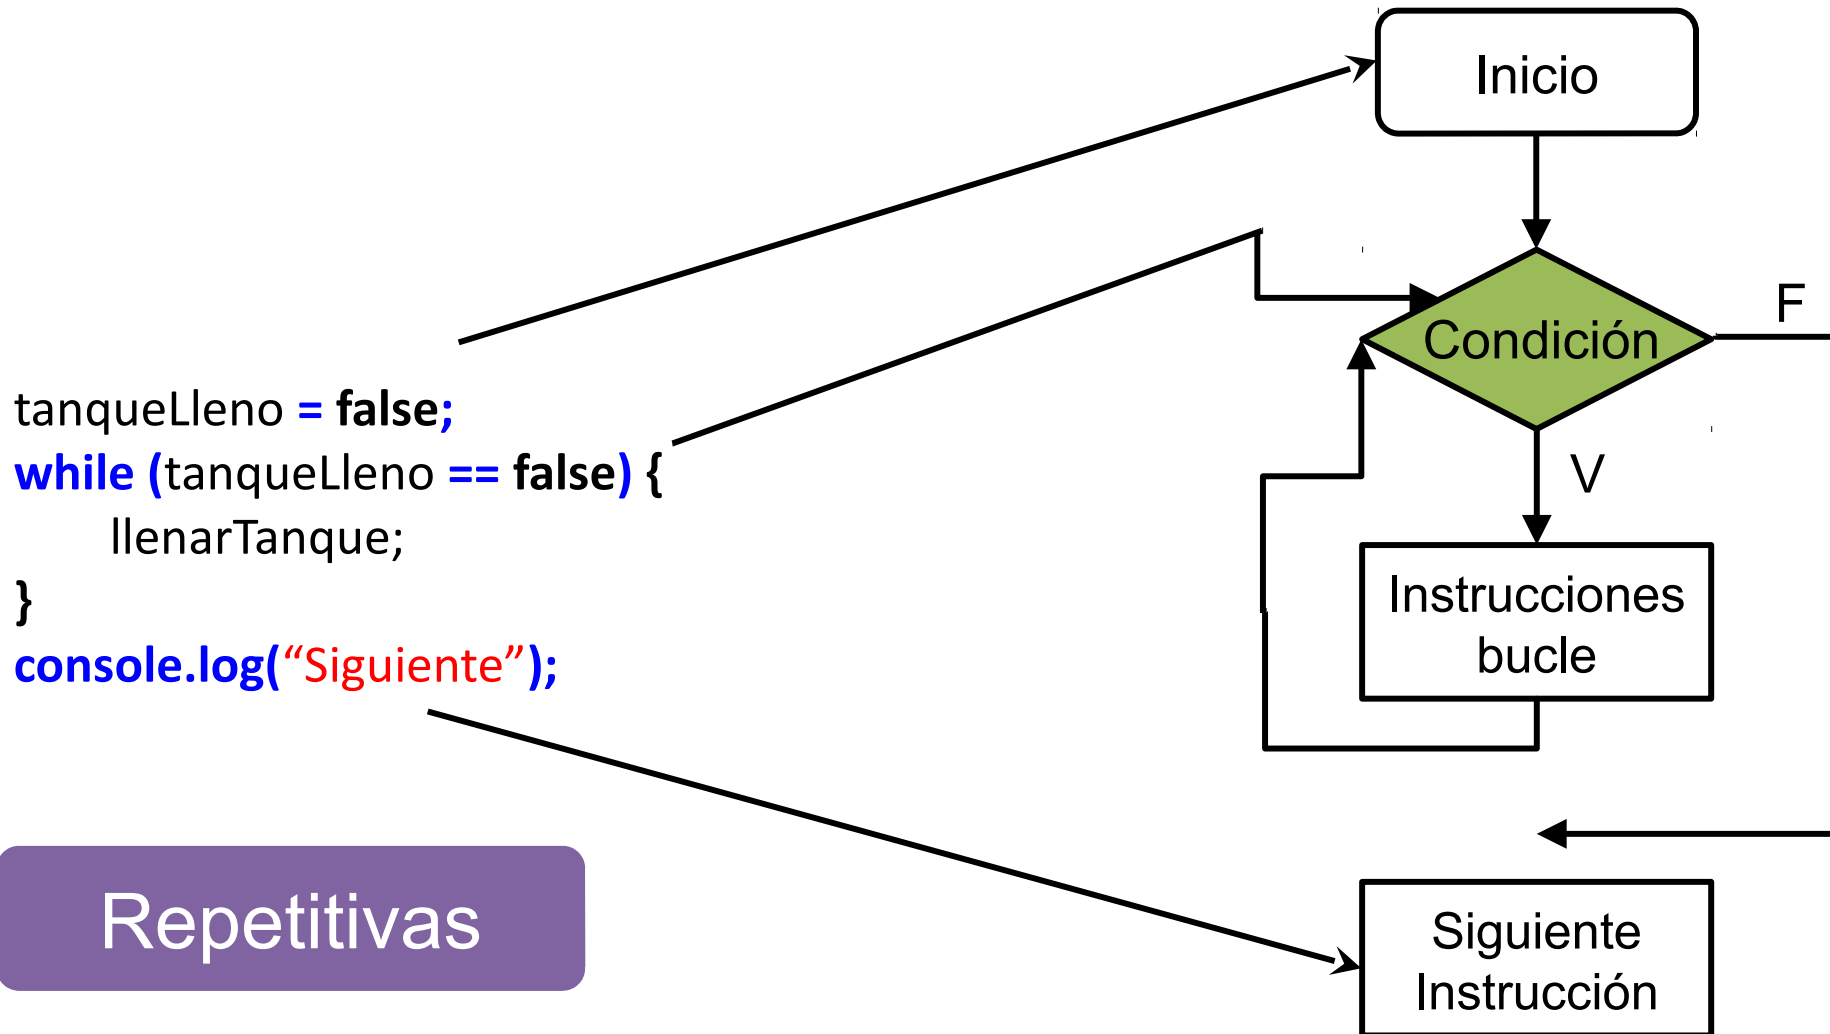 tanqueLleno = false;
while (tanqueLleno == false) {
llenarTanque;
}
console.log(“Siguiente”);
Repetitivas
Inicio
Condición
F
V
Instrucciones
bucle
Siguiente
Instrucción